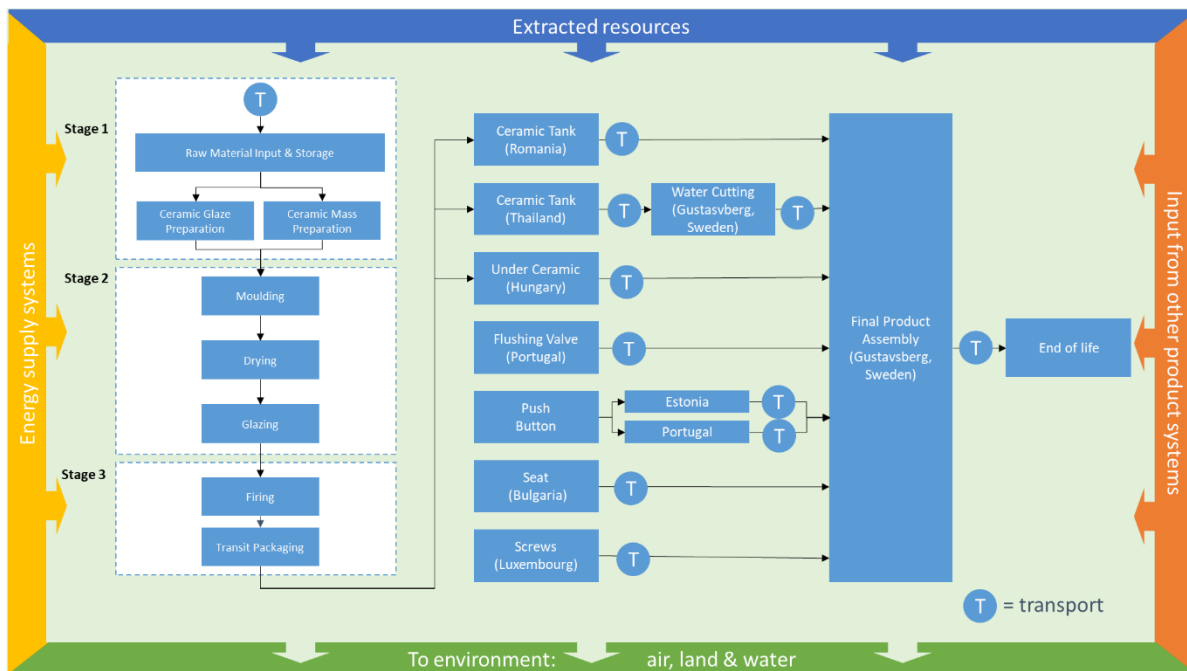 Extracted resources
Energy supply systems
Input from other product systems
Stage 1
T
Raw Material Input & Storage
Ceramic Glaze
Preparation
Ceramic Mass
Preparation
Stage 2
Moulding
Drying
Glazing
Stage 3
Firing
Transit Packaging
Ceramic Tank
(Romania)
T
Ceramic Tank
(Thailand)
T
Water Cutting
(Gustasvberg,
Sweden)
T
Under Ceramic
(Hungary)
T
Flushing Valve
(Portugal)
T
Push
Button
Estonia
T
Portugal
T
Seat
(Bulgaria)
T
Screws
(Luxembourg)
T
Final Product
Assembly
(Gustavsberg,
Sweden)
T
End of life
T = transport
To environment: air, land & water